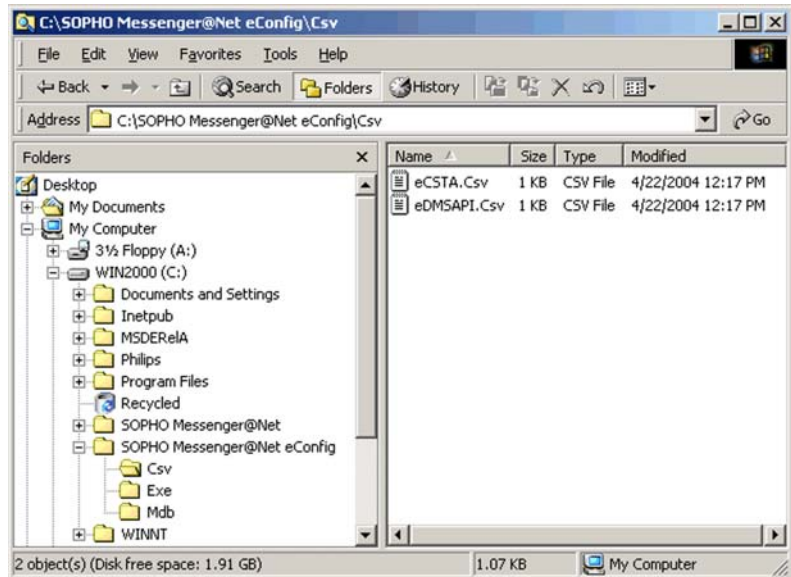 C:\SOPHO Messenger@Net eConfig\Csv
File Edit View Favorites Tools Help
Back Search Folders History
Address C:\SOPHO Messenger@Net eConfig\Csv Go
Folders x
Desktop
My Documents
My Computer
3½ Floppy (A:)
WIN2000 (C:)
Documents and Settings
Inetpub
MSDERelA
Philips
Program Files
Recycled
SOPHO Messenger@Net
SOPHO Messenger@Net eConfig
Csv
Exe
Mdb
WINNT
Name Size Type Modified
eCSTA.Csv 1 KB CSV File 4/22/2004 12:17 PM
eDMSAPI.Csv 1 KB CSV File 4/22/2004 12:17 PM
2 object(s) (Disk free space: 1.91 GB) 1.07 KB My Computer